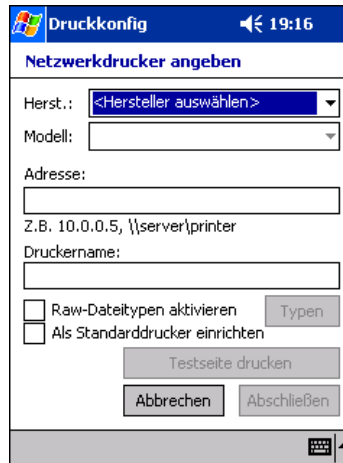 Druckkonfig 19:16
Netzwerkdrucker angeben
Herst.: <Hersteller auswählen>
Modell:
Adresse:
Z.B. 10.0.0.5, \\server\printer
Druckername:
Raw-Dateitypen aktivieren Typen
Als Standarddrucker einrichten
Testseite drucken
Abbrechen Abschließen